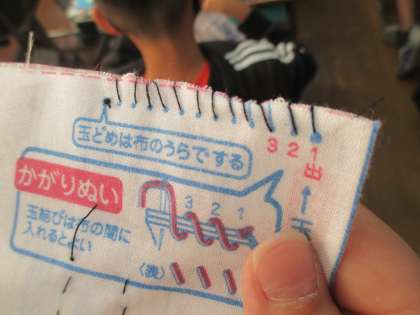 玉どめは布のうらでする
3 2 1
出
かがりぬい
玉結びは布の間に
入れるとよい
3 2 1
(表)